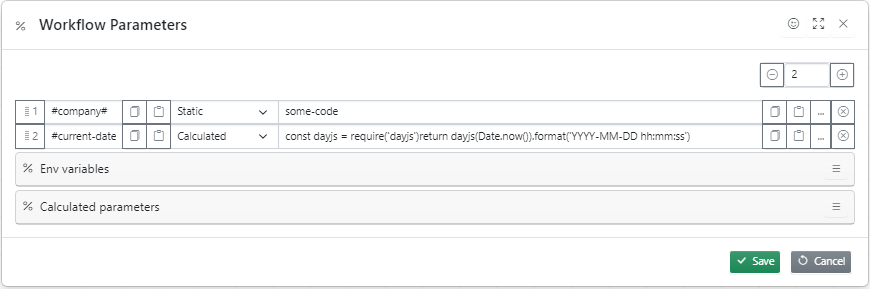 Workflow Parameters
2
1 #company# Static some-code ...
2 #current-date Calculated const dayjs = require('dayjs')return dayjs(Date.now()).format('YYYY-MM-DD hh:mm:ss') ...
Env variables
Calculated parameters
Save Cancel